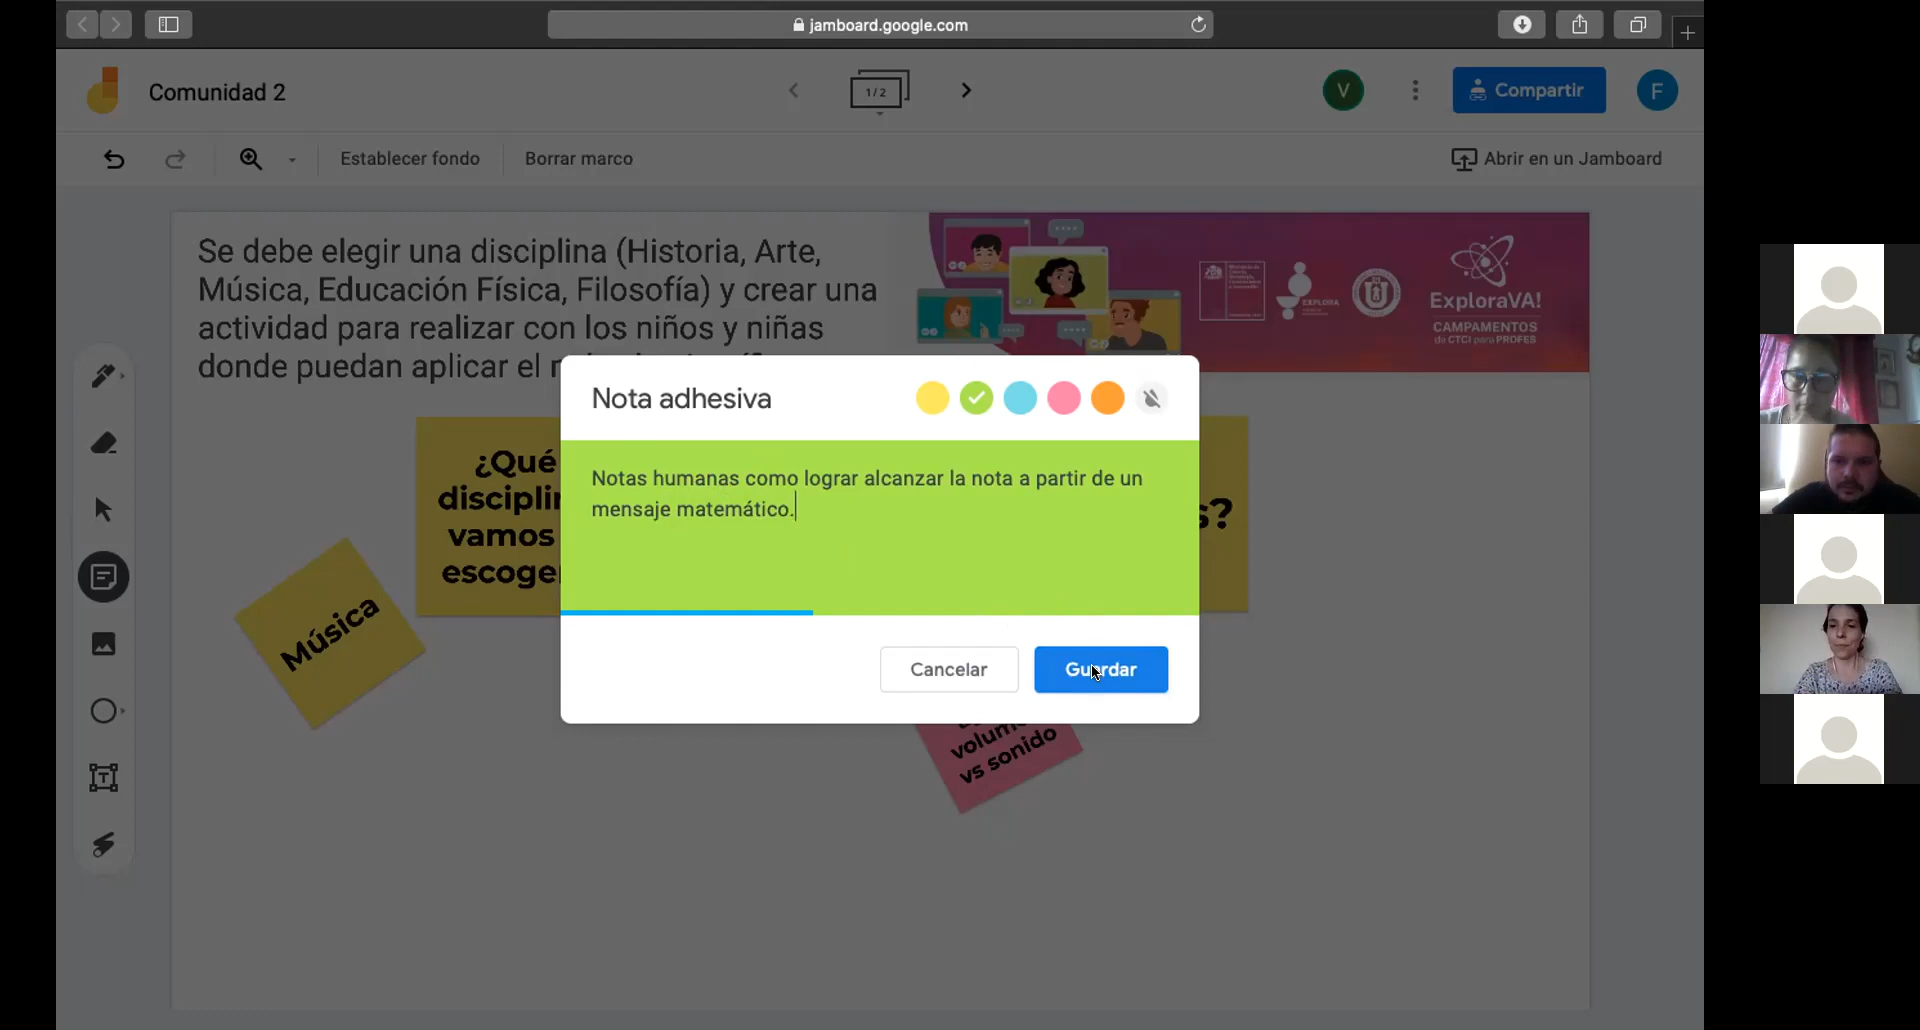 jamboard.google.com
Comunidad 2
1/2
V
Compartir
F
Establecer fondo
Borrar marco
Abrir en un Jamboard
Se debe elegir una disciplina (Historia, Arte,
Música, Educación Física, Filosofía) y crear una
actividad para realizar con los niños y niñas
donde puedan aplicar el
EXPLORA
ExploraVA!
CAMPAMENTOS
de CTCI para PROFES
Nota adhesiva
Notas humanas como lograr alcanzar la nota a partir de un
mensaje matemático.
Cancelar
Guardar
¿Qué
vamos
s?
Música
vs sonido
T